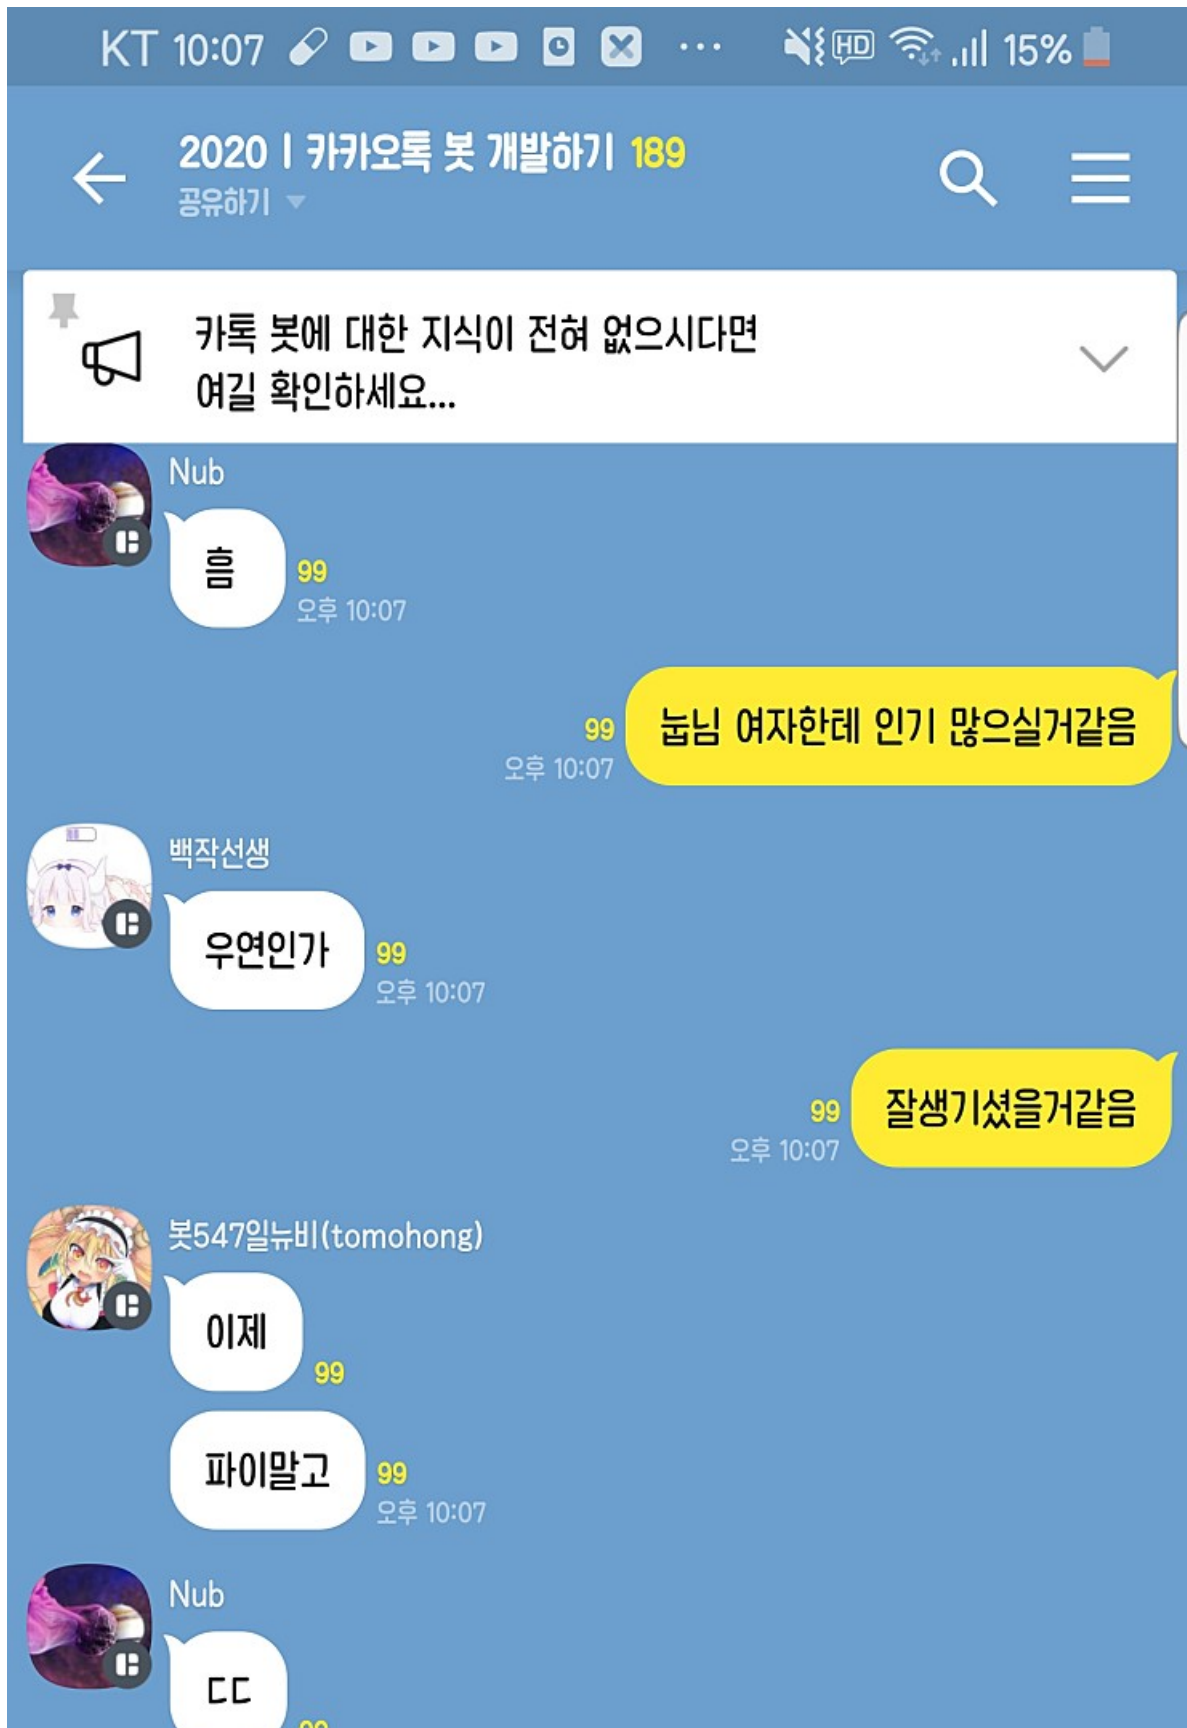 KT 10:07 HD 15%
2020 | 카카오톡 봇 개발하기 189
공유하기
카톡 봇에 대한 지식이 전혀 없으시다면
여길 확인하세요...
Nub
흠
99
오후 10:07
눕님 여자한테 인기 많으실거같음
99
오후 10:07
백작선생
우연인가
99
오후 10:07
잘생기셨을거같음
99
오후 10:07
봇547일뉴비(tomohong)
이제
99
파이말고
99
오후 10:07
Nub
ㄷㄷ
99